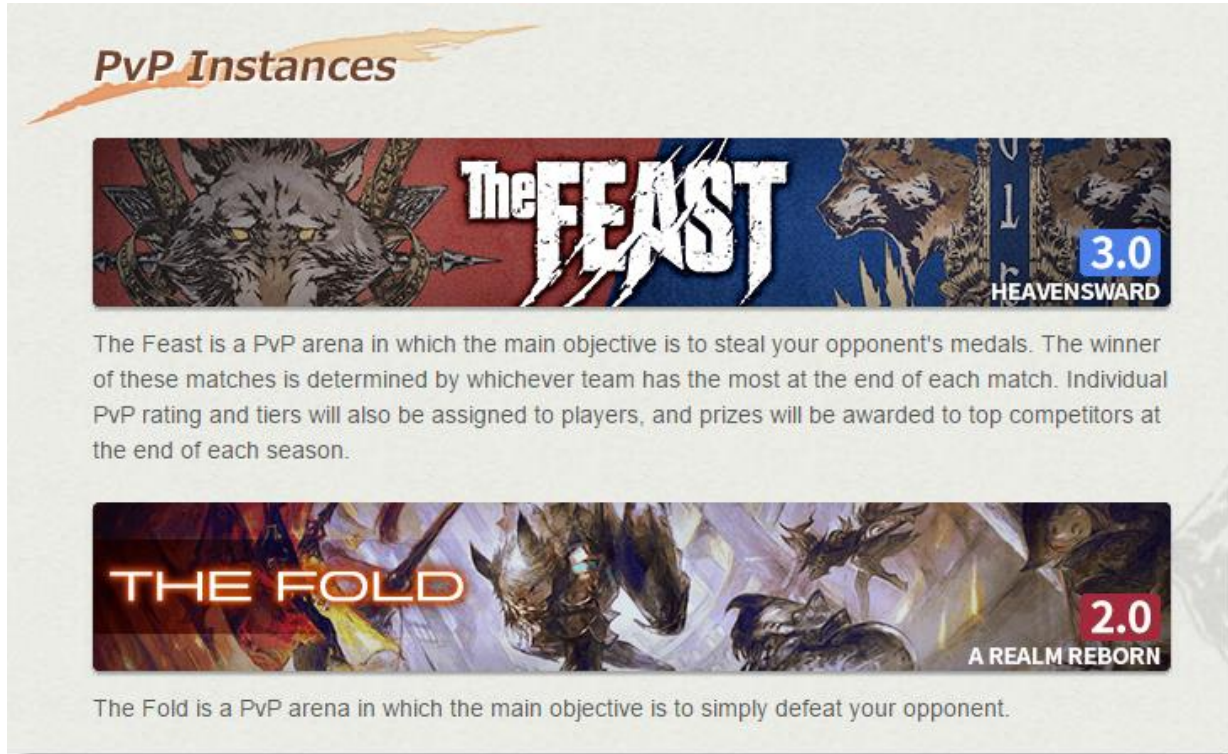 PvP Instances
The FEAST
3.0
HEAVENSWARD
The Feast is a PvP arena in which the main objective is to steal your opponent's medals. The winner
of these matches is determined by whichever team has the most at the end of each match. Individual
PvP rating and tiers will also be assigned to players, and prizes will be awarded to top competitors at
the end of each season.
THE FOLD
2.0
A REALM REBORN
The Fold is a PvP arena in which the main objective is to simply defeat your opponent.